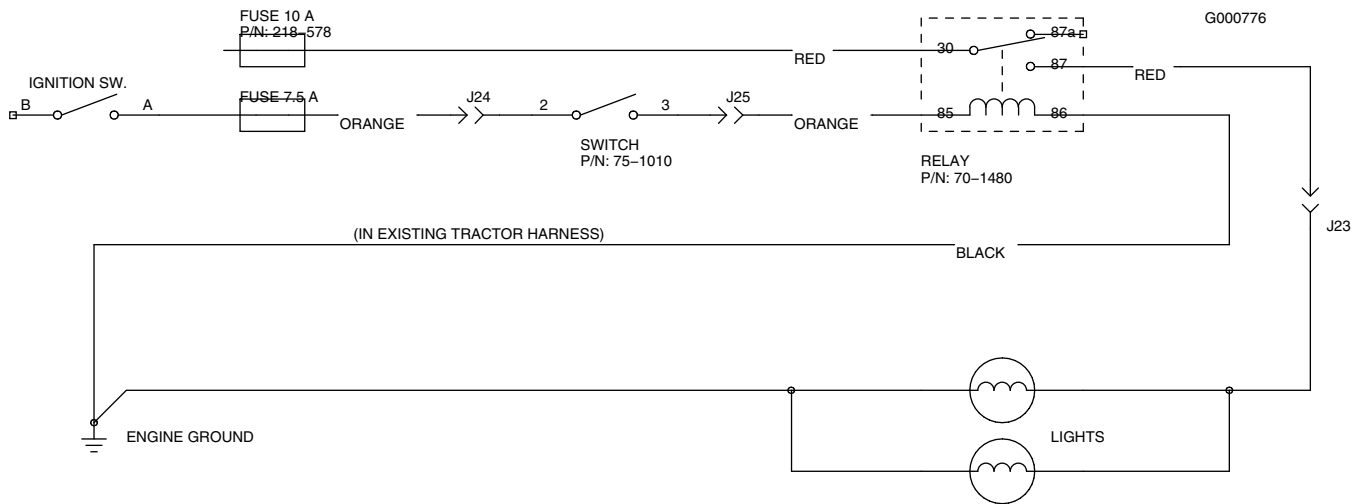 FUSE 10 A
P/N: 218–578
G000776
87a
30
RED
87
RED
IGNITION SW.
B
A
FUSE 7.5 A
ORANGE
J24
2
3
J25
ORANGE
85
86
SWITCH
P/N: 75–1010
RELAY
P/N: 70–1480
J23
(IN EXISTING TRACTOR HARNESS)
BLACK
ENGINE GROUND
LIGHTS